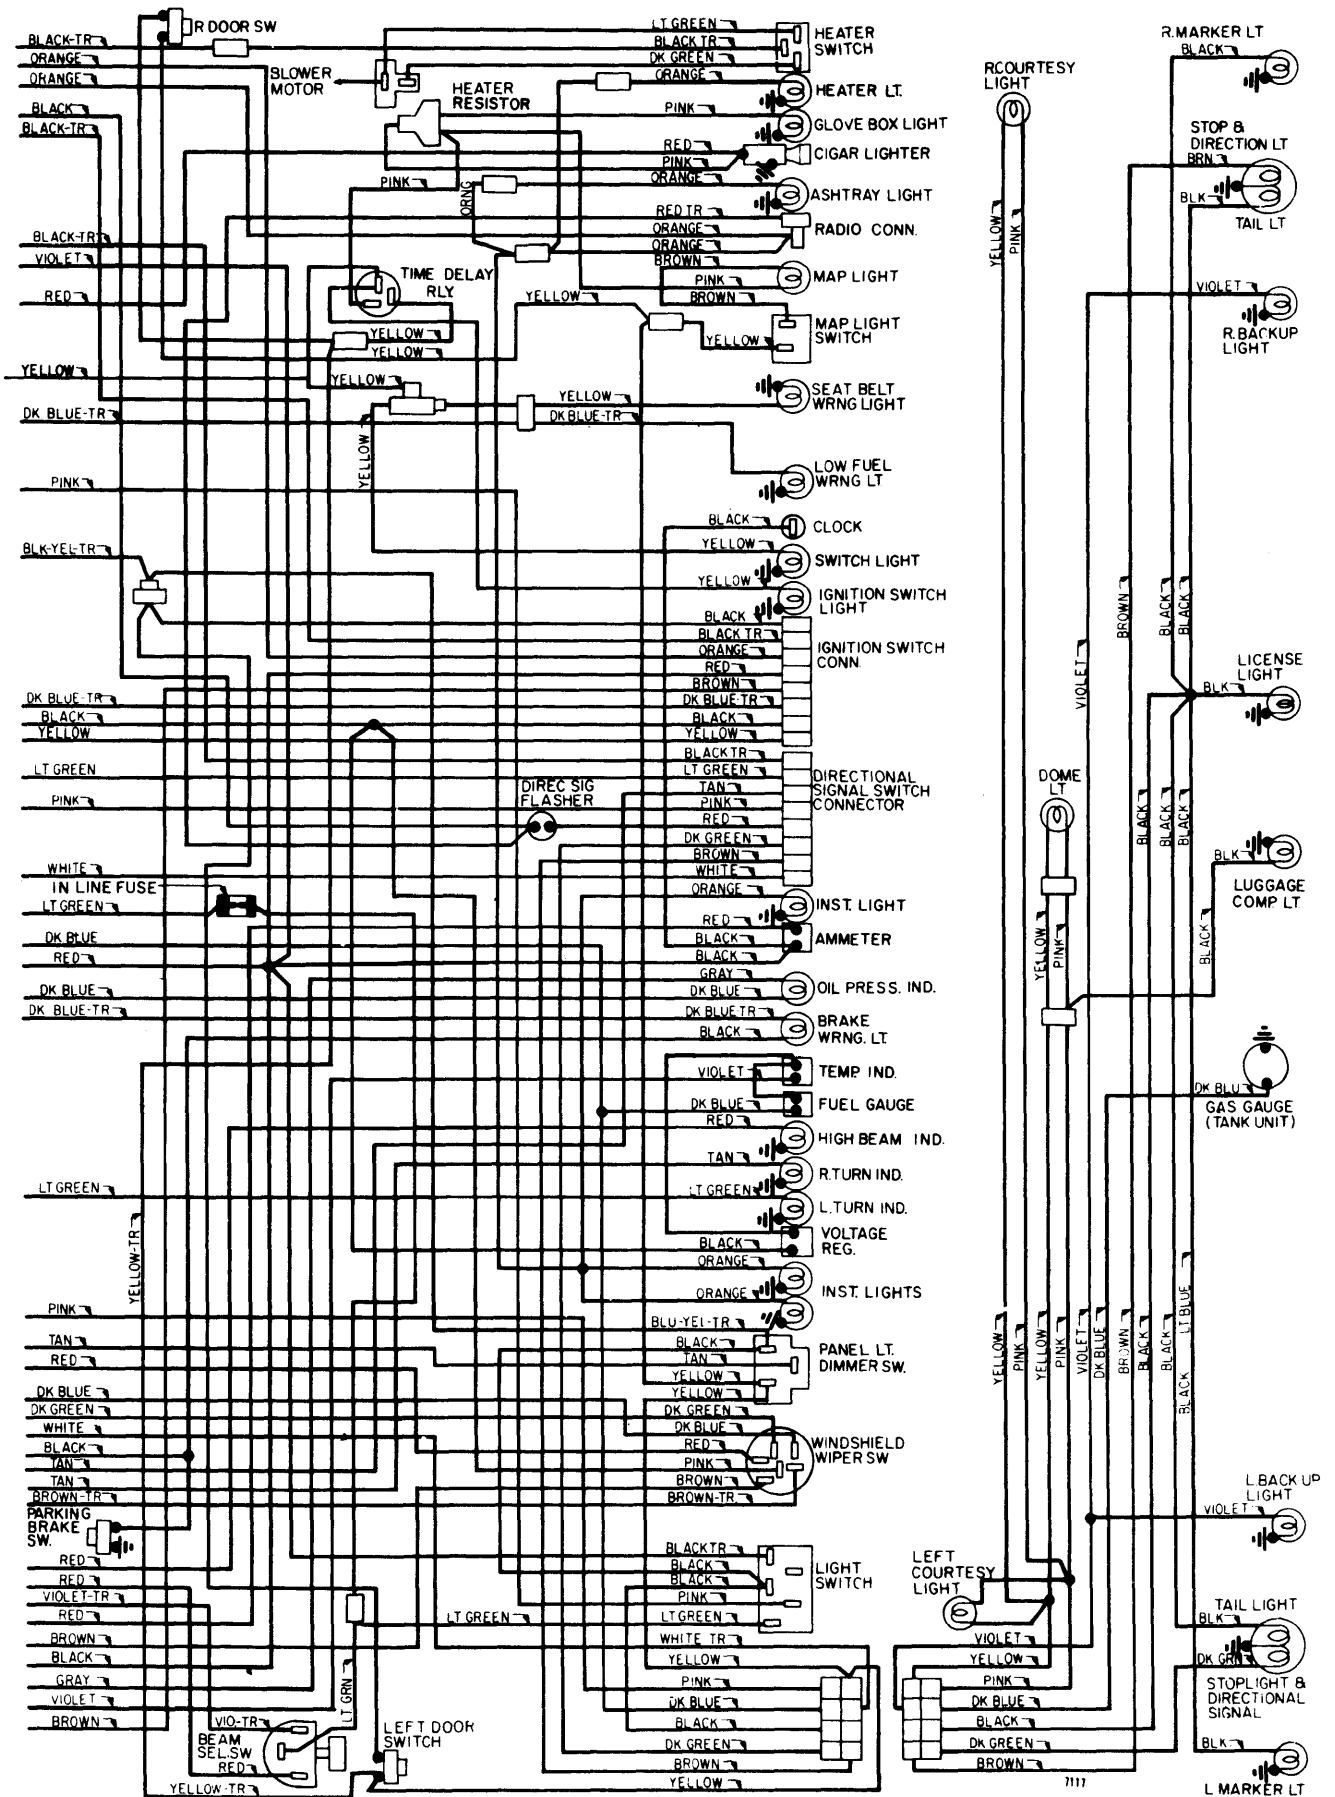 R DOOR SW
BLACK-TR
ORANGE
ORANGE
BLACK
BLACK-TR
BLOWER
MOTOR
HEATER
RESISTOR
LT GREEN
BLACK TR
DK GREEN
ORANGE
PINK
RED
PINK
ORANGE
RED TR
ORANGE
ORANGE
BROWN
PINK
BROWN
HEATER
SWITCH
HEATER LT.
GLOVE BOX LIGHT
CIGAR LIGHTER
ASHTRAY LIGHT
RADIO CONN.
MAP LIGHT
MAP LIGHT
SWITCH
SEAT BELT
WRNG LIGHT
LOW FUEL
WRNG LT
CLOCK
SWITCH LIGHT
IGNITION SWITCH
LIGHT
IGNITION SWITCH
CONN.
PINK
ORNG
BLACK-TR
VIOLET
RED
TIME DELAY
RLY
YELLOW
YELLOW
YELLOW
YELLOW
YELLOW
YELLOW
YELLOW
YELLOW
DK BLUE-TR
DK BLUE-TR
PINK
BLK-YEL-TR
BLACK
YELLOW
YELLOW
BLACK
BLACK TR
ORANGE
RED
BROWN
DK BLUE-TR
BLACK
YELLOW
DK BLUE-TR
BLACK
YELLOW
LT GREEN
PINK
DIREC SIG
FLASHER
BLACK TR
LT GREEN
TAN
PINK
RED
DK GREEN
BROWN
WHITE
DIRECTIONAL
SIGNAL SWITCH
CONNECTOR
WHITE
IN LINE FUSE
LT GREEN
DK BLUE
RED
DK BLUE
DK BLUE-TR
ORANGE
RED
BLACK
BLACK
GRAY
DK BLUE
DK BLUE-TR
BLACK
VIOLET
DK BLUE
RED
TAN
LT GREEN
BLACK
ORANGE
ORANGE
INST. LIGHT
AMMETER
OIL PRESS. IND.
BRAKE
WRNG. LT.
TEMP IND.
FUEL GAUGE
HIGH BEAM IND.
R.TURN IND.
L.TURN IND.
VOLTAGE
REG.
INST. LIGHTS
LT GREEN
YELLOW-TR
PINK
TAN
RED
DK BLUE
DK GREEN
WHITE
BLACK
TAN
TAN
BROWN-TR
PARKING
BRAKE
SW.
RED
RED
VIOLET-TR
RED
BROWN
BLACK
GRAY
VIOLET
BROWN
BLU-YEL-TR
BLACK
TAN
YELLOW
YELLOW
DK GREEN
DK BLUE
RED
PINK
BROWN
BROWN-TR.
PANEL LT.
DIMMER SW.
WINDSHIELD
WIPER SW
BLACK TR
BLACK
BLACK
PINK
LT GREEN
LT GREEN
WHITE TR
YELLOW
PINK
DK BLUE
BLACK
DK GREEN
BROWN
YELLOW
LIGHT
SWITCH
LT GRN
VIO-TR
BEAM
SEL.SW
RED
YELLOW-TR
LEFT DOOR
SWITCH
R COURTESY
LIGHT
YELLOW
PINK
R.MARKER LT
BLACK
STOP &
DIRECTION LT
BRN
BLK
TAIL LT
VIOLET
R.BACKUP
LIGHT
BROWN
BLACK
BLACK
VIOLET
LICENSE
LIGHT
BLK
DOME
LT
BLACK
BLACK
BLACK
BLK
LUGGAGE
COMP LT
BLACK
YELLOW
PINK
DK BLU
GAS GAUGE
(TANK UNIT)
YELLOW
PINK
YELLOW
PINK
VIOLET
DK BLUE
BROWN
BLACK
BLACK
BLACK
LT BLUE
L.BACK UP
LIGHT
VIOLET
LEFT
COURTESY
LIGHT
TAIL LIGHT
BLK
DK GRN
STOPLIGHT &
DIRECTIONAL
SIGNAL
VIOLET
YELLOW
PINK
DK BLUE
BLACK
DK GREEN
BROWN
BLK
L MARKER LT
7117